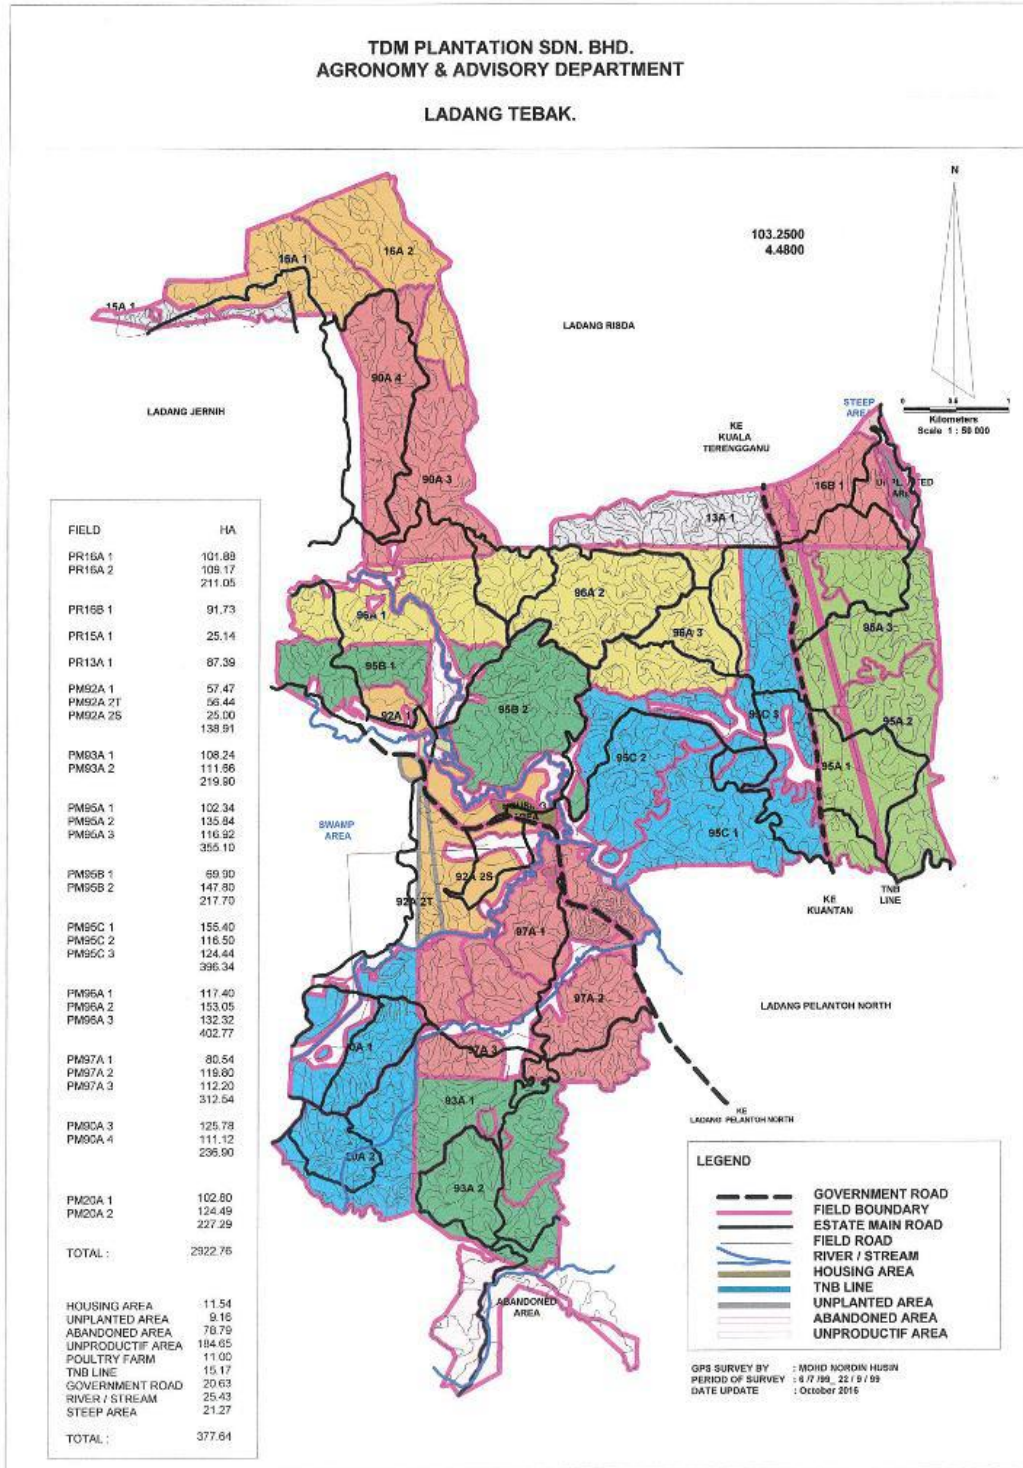 TDM PLANTATION SDN. BHD.
AGRONOMY & ADVISORY DEPARTMENT
LADANG TEBAK.
N
103.2500
4.4800
16A 2
16A 1
15A 1
LADANG RISDA
90A 4
LADANG JERNIH
STEEP
AREA
0 0.5 1
Kilometers
Scale 1 : 50 000
KE
KUALA
TERENGGANU
90A 3
16B 1
13A 1
96A 2
96A 1
96A 3
95A 3
95B 1
92A 1
95B 2
95C 3
95A 2
95C 2
95A 1
95C 1
SWAMP
AREA
92A 2S
92A 2T
KE
KUANTAN
TNB
LINE
97A 1
97A 2
LADANG PELANTOH NORTH
97A 3
93A 1
KE
LADANG PELANTOH NORTH
93A 2
ABANDONED
AREA
FIELD HA
PR16A 1 101.88
PR16A 2 109.17
211.05
PR16B 1 91.73
PR15A 1 25.14
PR13A 1 87.39
PM92A 1 57.47
PM92A 2T 56.44
PM92A 2S 25.00
138.91
PM93A 1 108.24
PM93A 2 111.66
219.90
PM95A 1 102.34
PM95A 2 135.84
PM95A 3 116.92
355.10
PM95B 1 69.90
PM95B 2 147.80
217.70
PM95C 1 155.40
PM95C 2 116.50
PM95C 3 124.44
396.34
PM96A 1 117.40
PM96A 2 153.05
PM96A 3 132.32
402.77
PM97A 1 80.54
PM97A 2 119.80
PM97A 3 112.20
312.54
PM90A 3 125.78
PM90A 4 111.12
236.90
PM20A 1 102.80
PM20A 2 124.49
227.29
TOTAL : 2922.76
HOUSING AREA 11.54
UNPLANTED AREA 9.16
ABANDONED AREA 78.79
UNPRODUCTIF AREA 184.65
POULTRY FARM 11.00
TNB LINE 15.17
GOVERNMENT ROAD 20.63
RIVER / STREAM 25.43
STEEP AREA 21.27
TOTAL : 377.64
LEGEND
GOVERNMENT ROAD
FIELD BOUNDARY
ESTATE MAIN ROAD
FIELD ROAD
RIVER / STREAM
HOUSING AREA
TNB LINE
UNPLANTED AREA
ABANDONED AREA
UNPRODUCTIF AREA
GPS SURVEY BY : MOHD NORDIN HUSIN
PERIOD OF SURVEY : 6 /7 /99_ 22 / 9 / 99
DATE UPDATE : October 2016